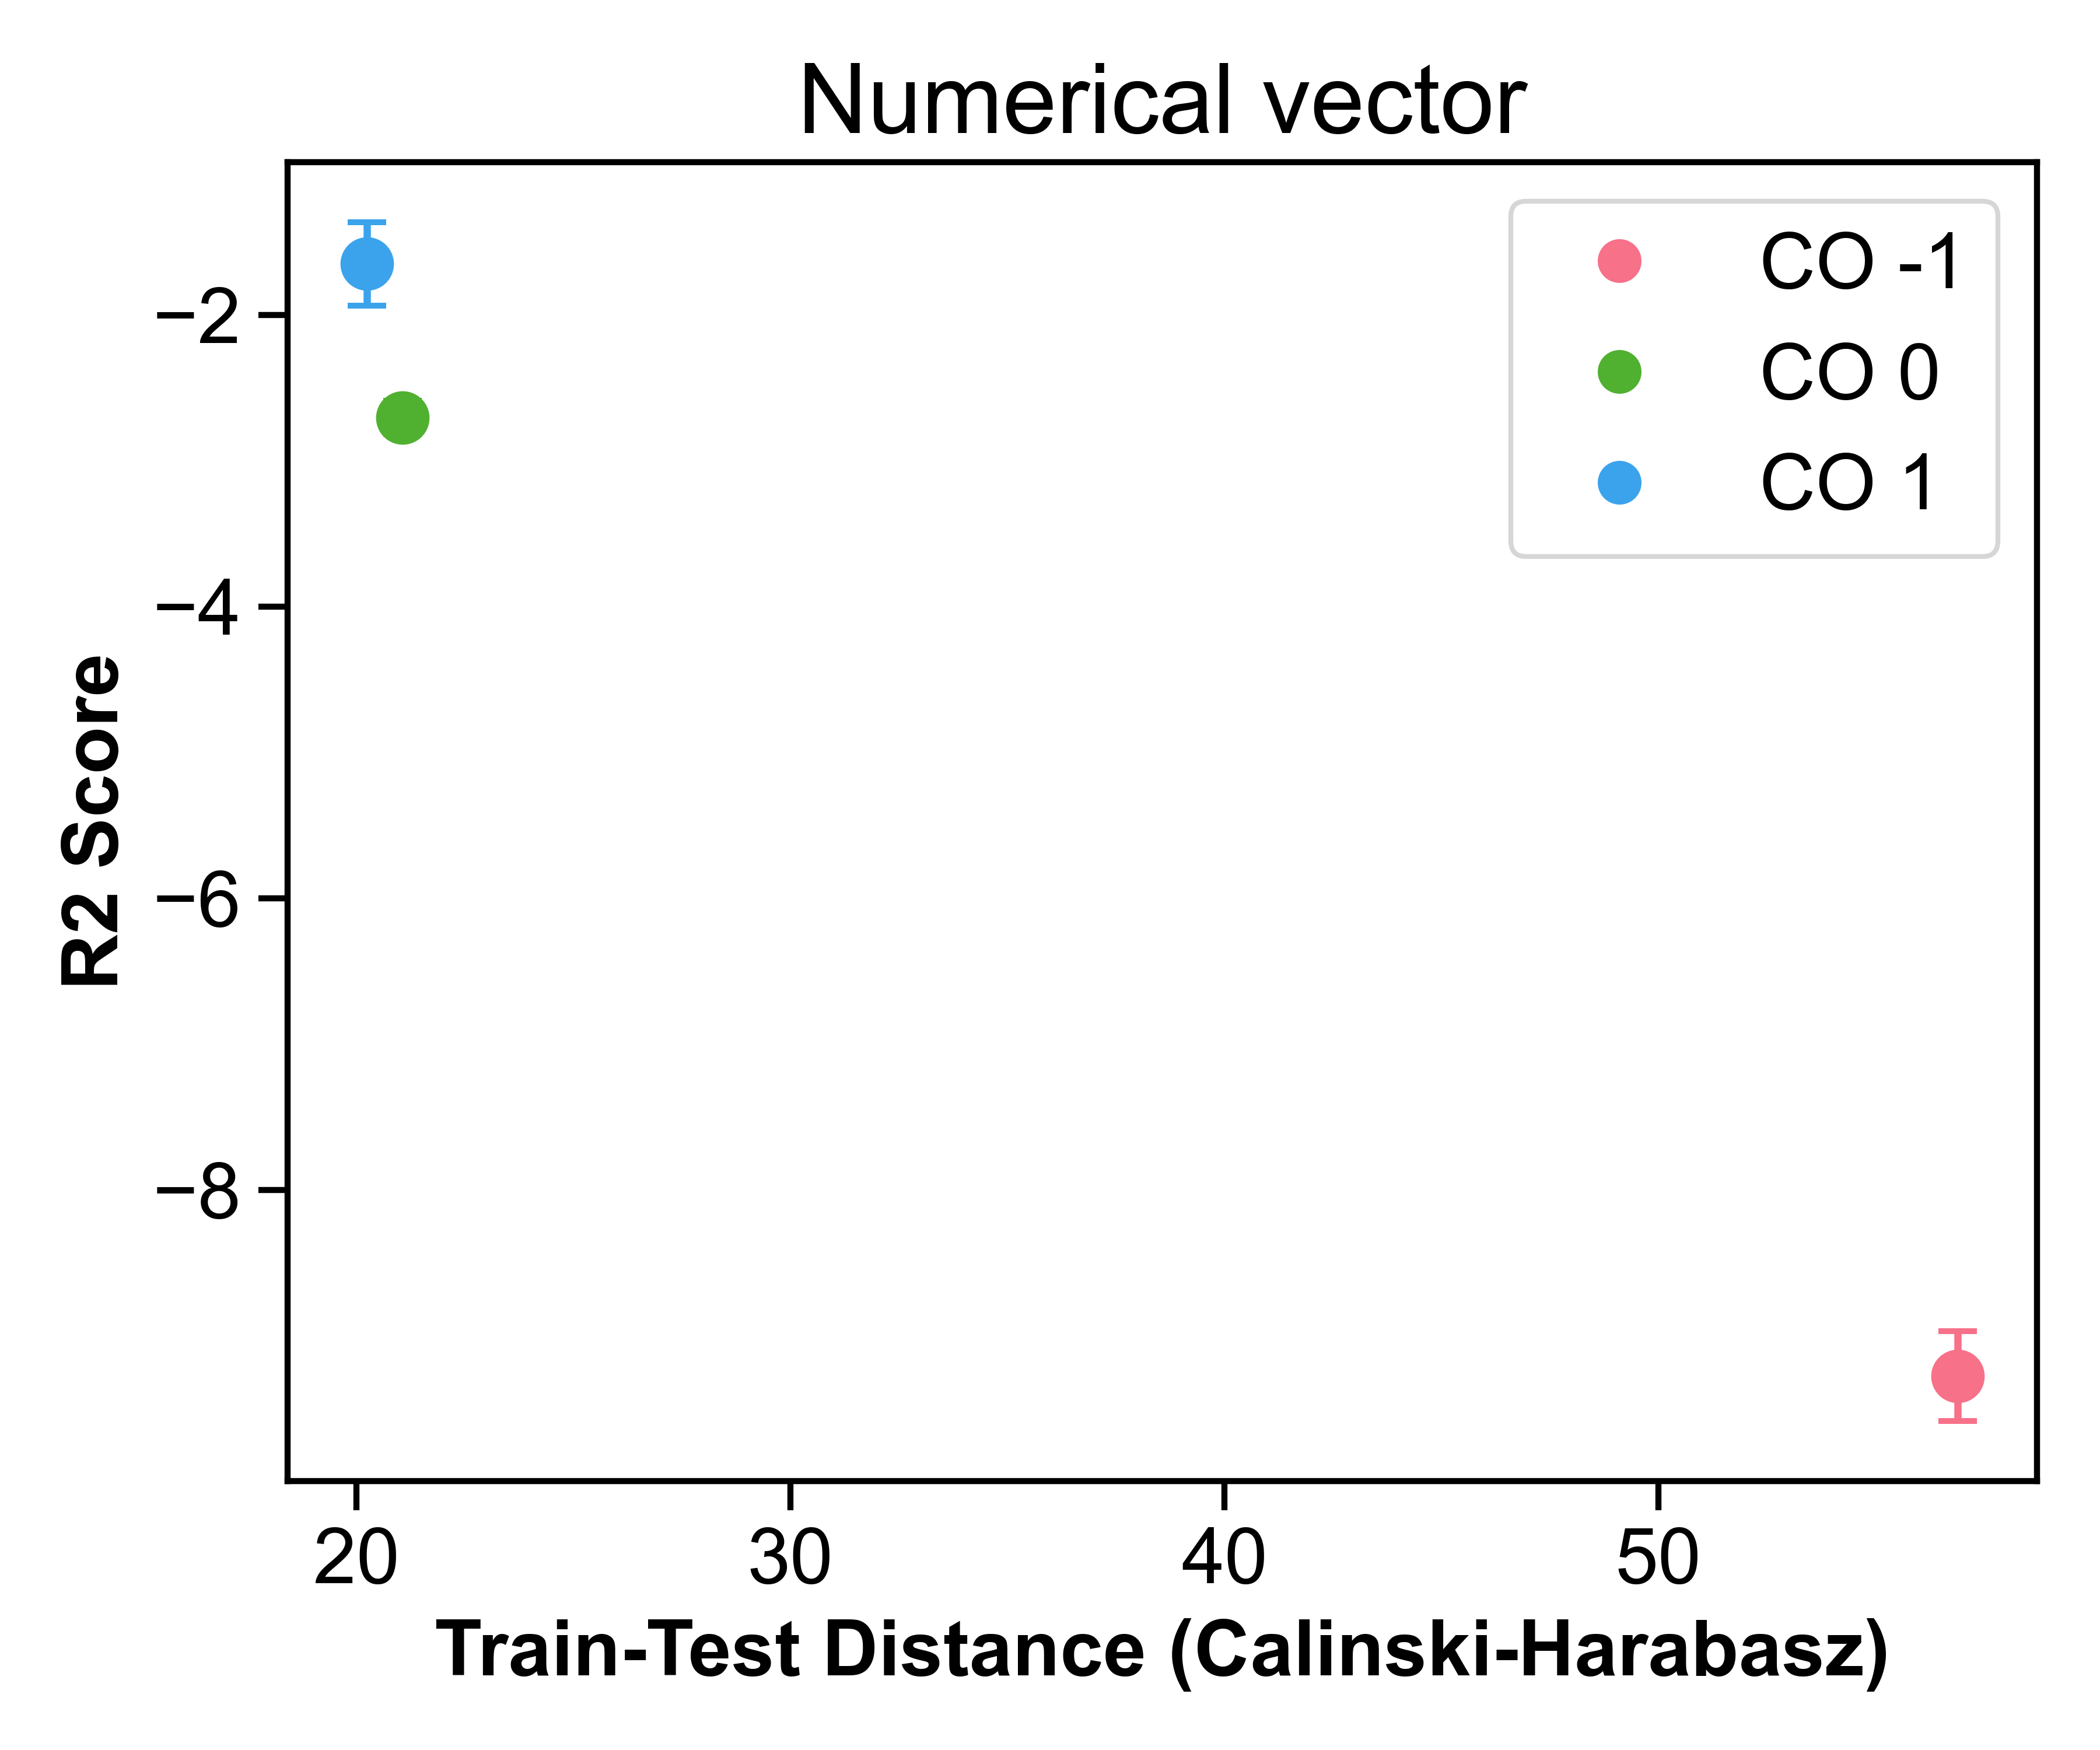 Numerical vector
CO -1
CO 0
CO 1
−2
−4
−6
−8
R2 Score
20 30 40 50
Train-Test Distance (Calinski-Harabasz)